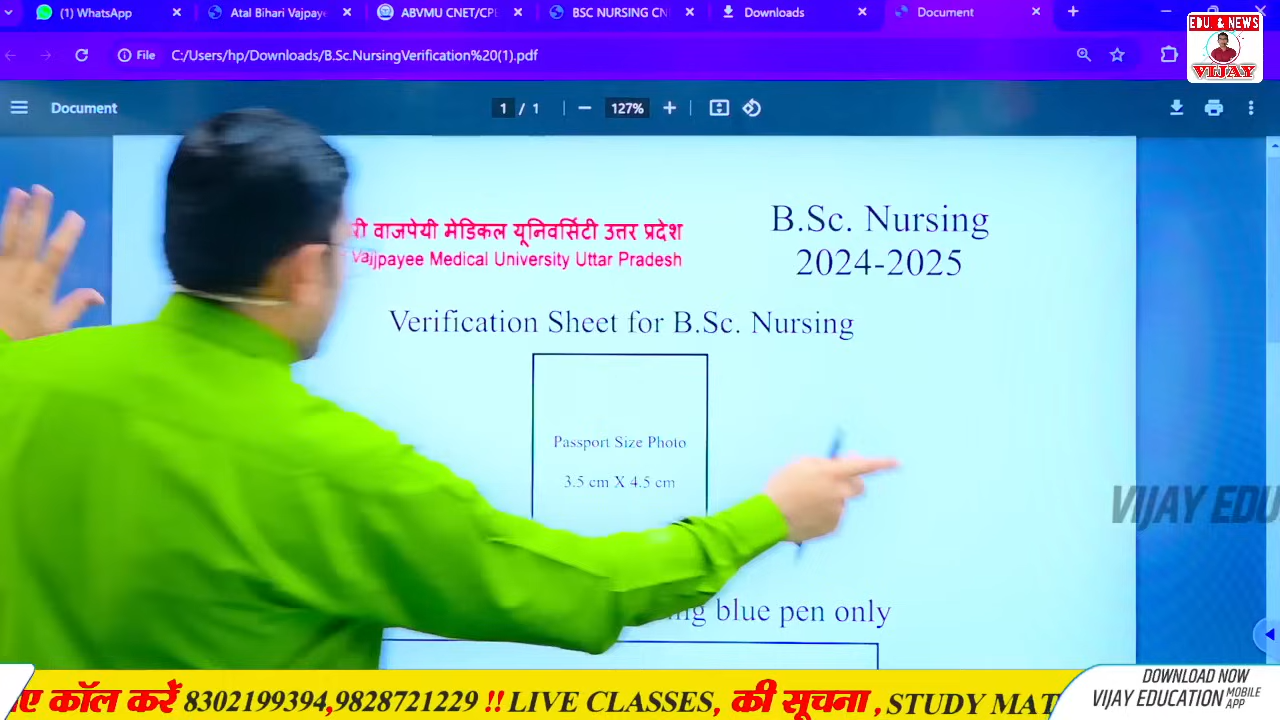 (1) WhatsApp
Atal Bihari Vajpaye
ABVMU CNET/CPE
BSC NURSING CN
Downloads
Document
EDU. & NEWS
VIJAY
File C:/Users/hp/Downloads/B.Sc.NursingVerification%20(1).pdf
Document
1 / 1
127%
री वाजपेयी मेडिकल यूनिवर्सिटी उत्तर प्रदेश
Vajpayee Medical University Uttar Pradesh
B.Sc. Nursing
2024-2025
Verification Sheet for B.Sc. Nursing
Passport Size Photo
3.5 cm X 4.5 cm
VIJAY EDU
ng blue pen only
ए कॉल करें 8302199394,9828721229 !! LIVE CLASSES, की सूचना , STUDY MAT
DOWNLOAD NOW
VIJAY EDUCATION MOBILE APP